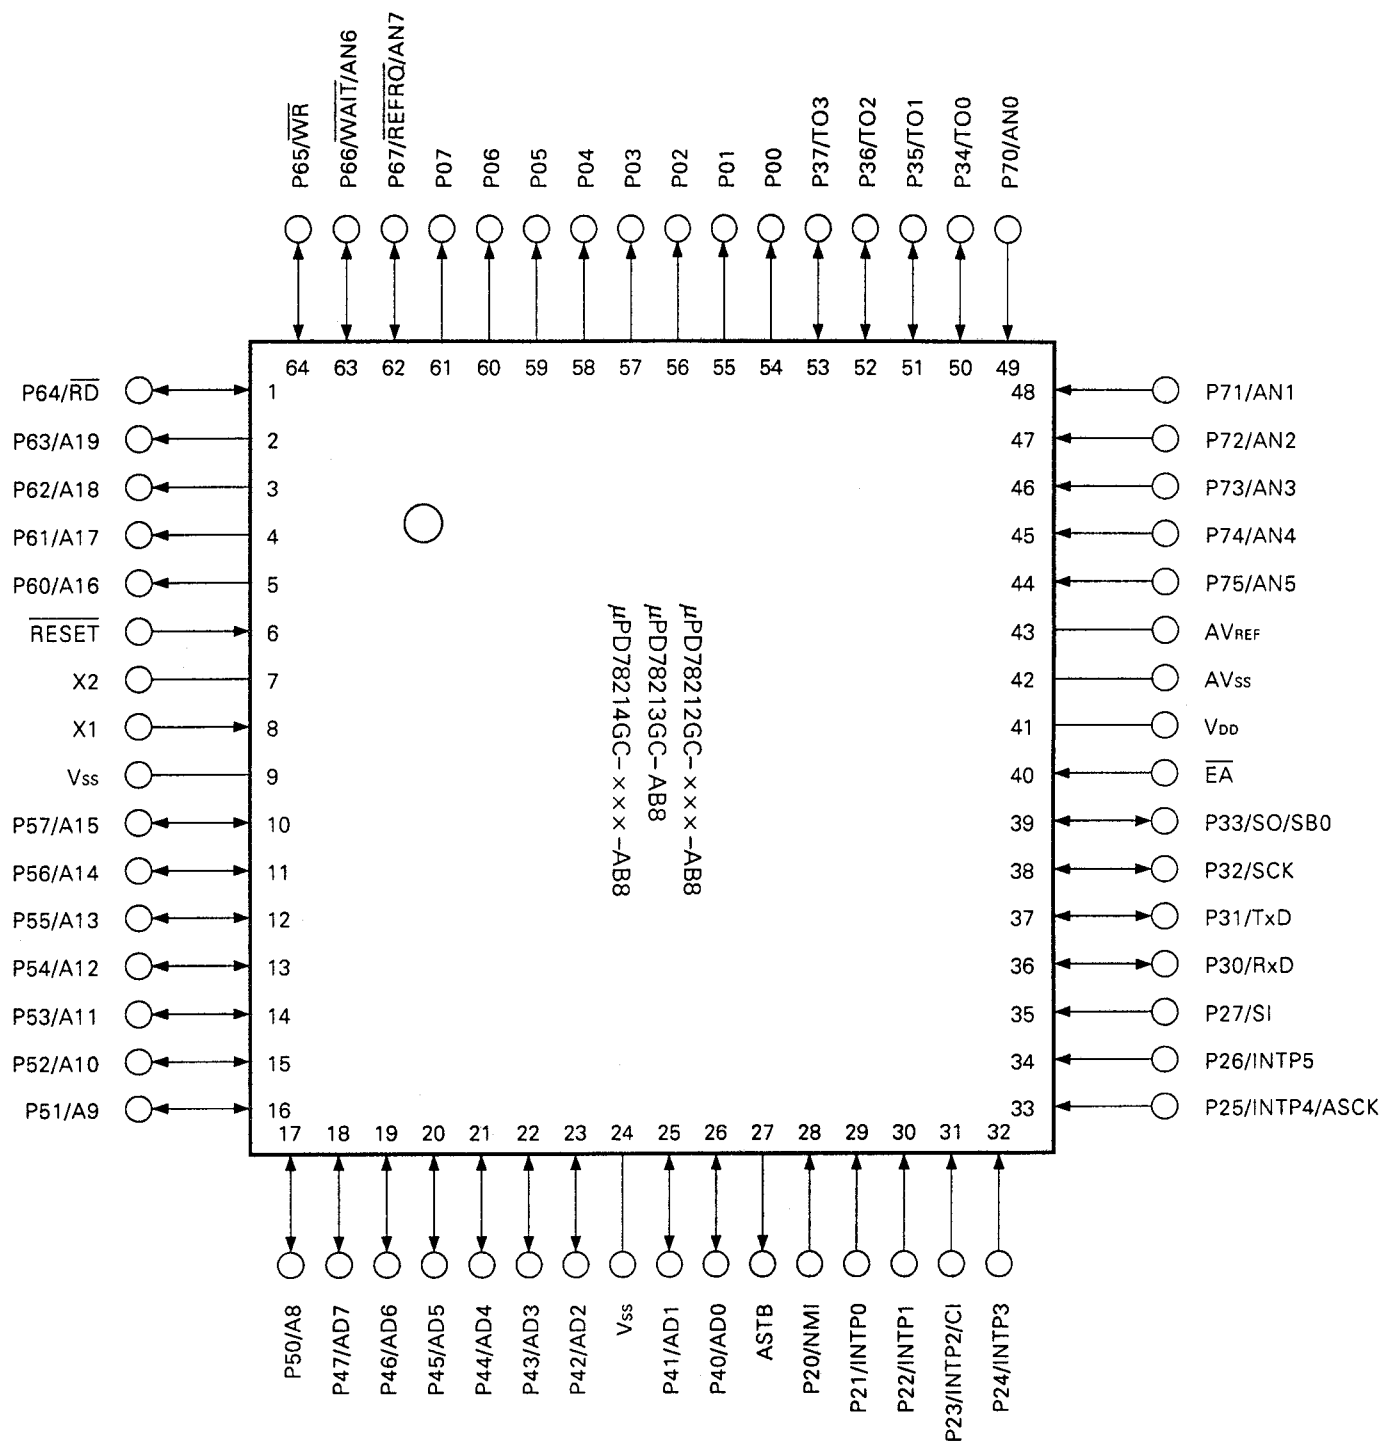 P65/WR
P66/WAIT/AN6
P67/REFRQ/AN7
P07
P06
P05
P04
P03
P02
P01
P00
P37/TO3
P36/TO2
P35/TO1
P34/TO0
P70/AN0
64 63 62 61 60 59 58 57 56 55 54 53 52 51 50 49
P64/RD 1
P63/A19 2
P62/A18 3
P61/A17 4
P60/A16 5
RESET 6
X2 7
X1 8
Vss 9
P57/A15 10
P56/A14 11
P55/A13 12
P54/A12 13
P53/A11 14
P52/A10 15
P51/A9 16
48 P71/AN1
47 P72/AN2
46 P73/AN3
45 P74/AN4
44 P75/AN5
43 AVREF
42 AVss
41 VDD
40 EA
39 P33/SO/SB0
38 P32/SCK
37 P31/TxD
36 P30/RxD
35 P27/SI
34 P26/INTP5
33 P25/INTP4/ASCK
μPD78212GC-×××-AB8
μPD78213GC-AB8
μPD78214GC-×××-AB8
17 18 19 20 21 22 23 24 25 26 27 28 29 30 31 32
P50/A8
P47/AD7
P46/AD6
P45/AD5
P44/AD4
P43/AD3
P42/AD2
Vss
P41/AD1
P40/AD0
ASTB
P20/NMI
P21/INTP0
P22/INTP1
P23/INTP2/CI
P24/INTP3